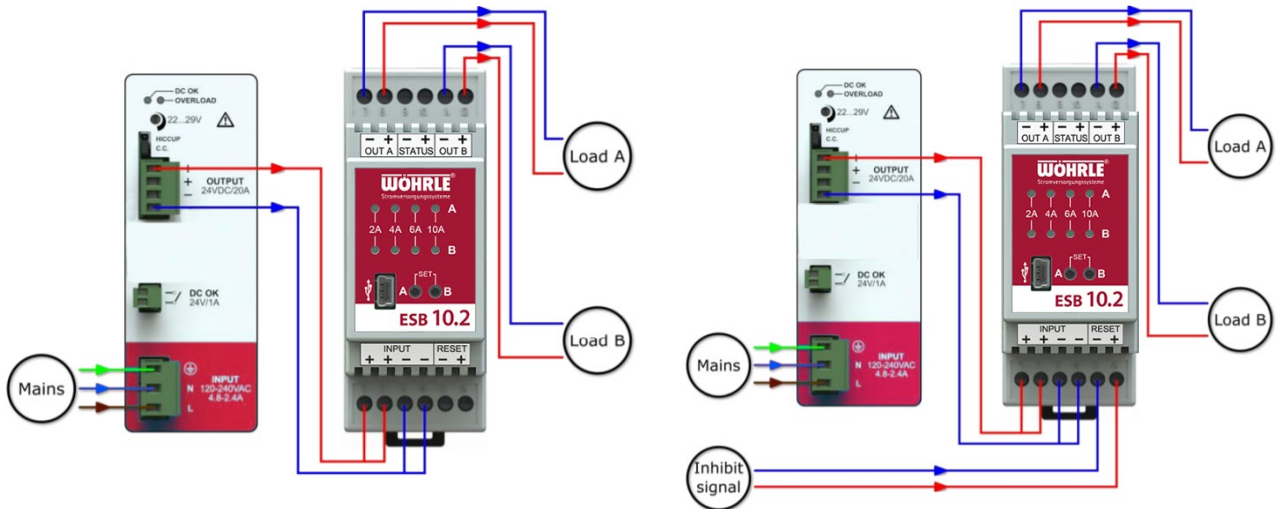 DC OK
OVERLOAD
22...29V
HICCUP
C.C.
+
+
−
OUTPUT
24VDC/20A
DC OK
24V/1A
INPUT
120-240VAC
4.8-2.4A
N
L
Mains
− + − + − +
OUT A STATUS OUT B
WÖHRLE®
Stromversorgungssysteme
A
2A 4A 6A 10A
B
SET
A B
ESB 10.2
INPUT RESET
+ + − − − +
Load A
Load B
DC OK
OVERLOAD
22...29V
HICCUP
C.C.
+
+
−
OUTPUT
24VDC/20A
DC OK
24V/1A
INPUT
120-240VAC
4.8-2.4A
N
L
Mains
− + − + − +
OUT A STATUS OUT B
WÖHRLE®
Stromversorgungssysteme
A
2A 4A 6A 10A
B
SET
A B
ESB 10.2
INPUT RESET
+ + − − − +
Load A
Load B
Inhibit
signal